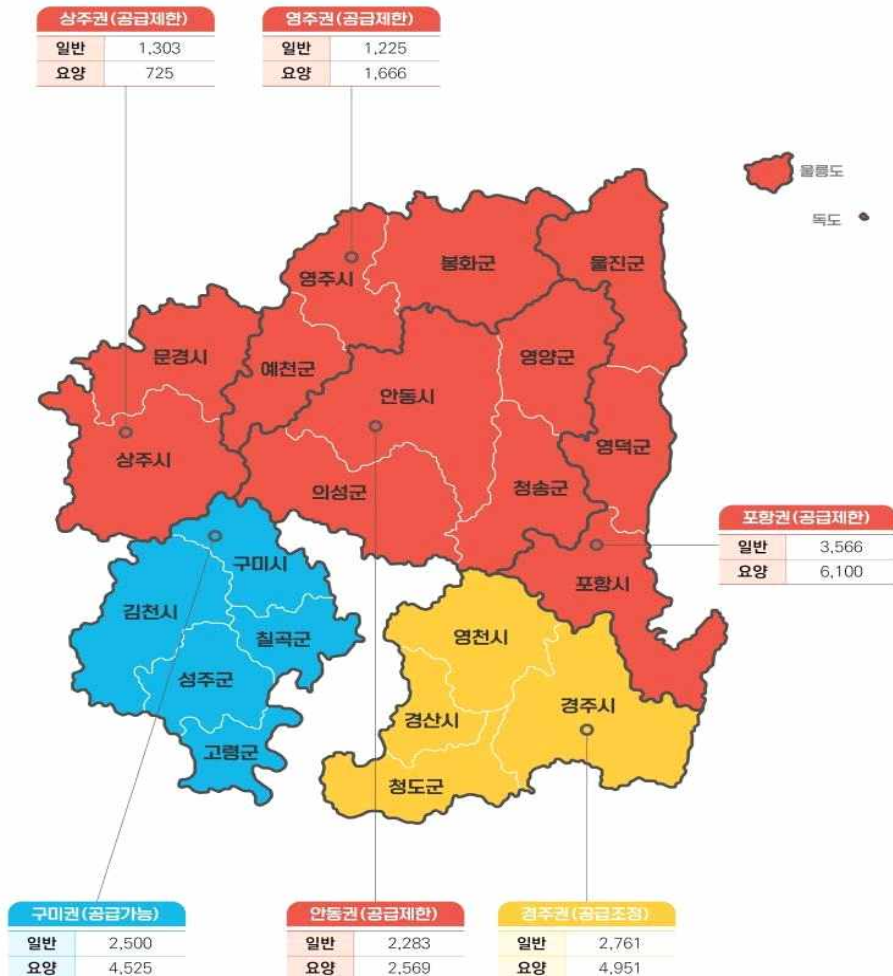 상주권(공급제한)
일반 1,303
요양 725
영주권(공급제한)
일반 1,225
요양 1,666
울릉도
독도
봉화군
울진군
영주시
문경시
예천군
영양군
안동시
상주시
의성군
청송군
영덕군
포항권(공급제한)
일반 3,566
요양 6,100
구미시
포항시
김천시
칠곡군
영천시
성주군
경산시
경주시
고령군
청도군
구미권(공급가능)
일반 2,500
요양 4,525
안동권(공급제한)
일반 2,283
요양 2,569
경주권(공급조정)
일반 2,761
요양 4,951